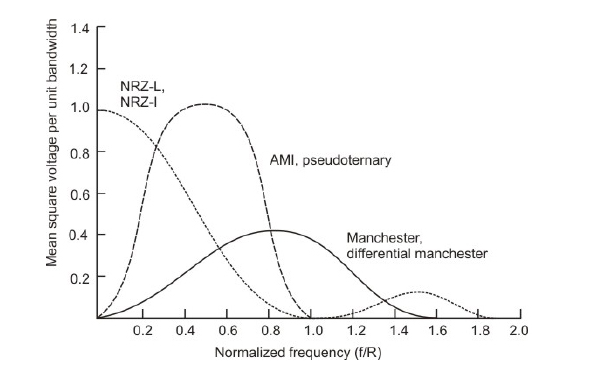 Mean square voltage per unit bandwidth
1.4
1.2
1.0
0.8
0.6
0.4
0.2
NRZ-L,
NRZ-I
AMI, pseudoternary
Manchester,
differential manchester
0.2 0.4 0.6 0.8 1.0 1.2 1.4 1.6 1.8 2.0
Normalized frequency (f/R)